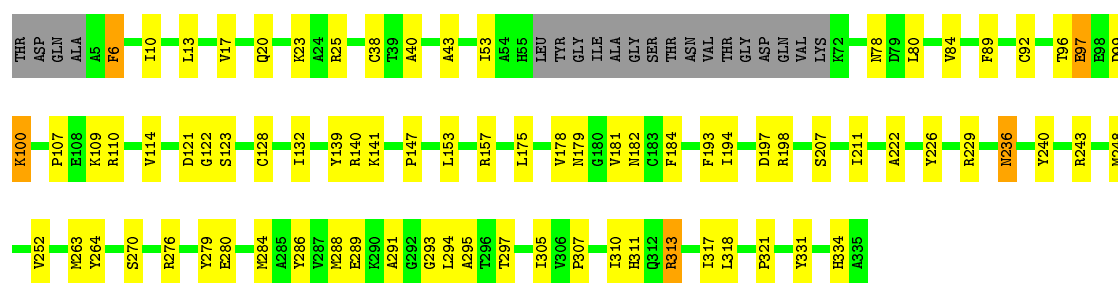 THR ASP GLN ALA A5 F6 I10 L13 V17 Q20 K23 A24 R25 C38 T39 A40 A43 I53 A54 H55 LEU TYR GLY ILE ALA GLY SER THR THR ASN VAL THR GLY ASP GLN VAL LYS K72 N78 D79 L80 V84 F89 C92 T96 E97 E98 D99
K100 P107 E108 K109 R110 V114 D121 G122 S123 C128 I132 Y139 R140 K141 P147 L153 R157 L175 V178 N179 G180 V181 N182 C183 F184 F193 I194 D197 R198 S207 I211 A222 Y226 R229 N236 Y240 R243
V252 M263 Y264 S270 R276 Y279 E280 M284 A285 Y286 V287 M288 E289 K290 A291 G292 G293 L294 A295 T296 T297 I305 V306 P307 I310 H311 Q312 R313 I317 L318 P321 Y331 H334 A335